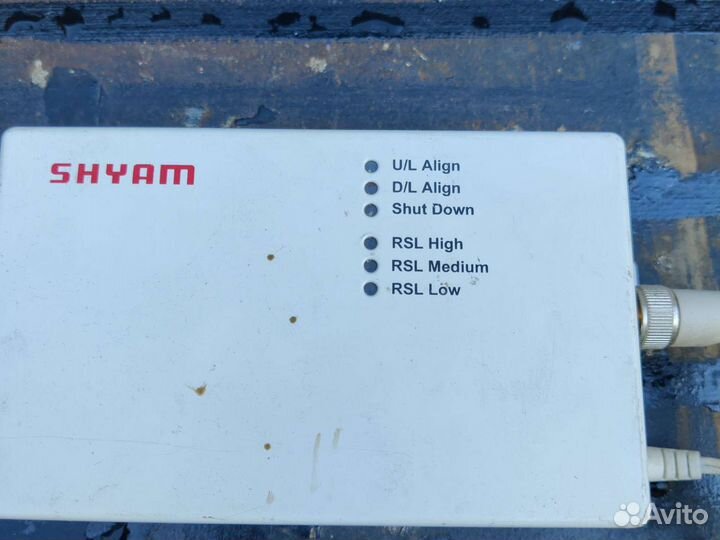 SHYAM
U/L Align
D/L Align
Shut Down
RSL High
RSL Medium
RSL Low
Avito